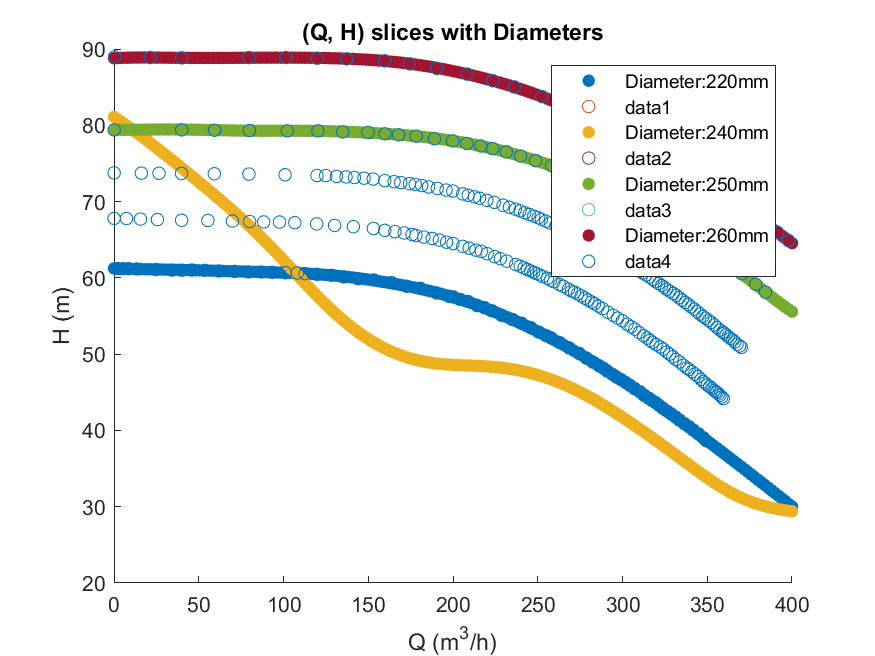 (Q, H) slices with Diameters
90
80
70
60
50
40
30
20
H (m)
Diameter:220mm
data1
Diameter:240mm
data2
Diameter:250mm
data3
Diameter:260mm
data4
0 50 100 150 200 250 300 350 400
Q (m³/h)